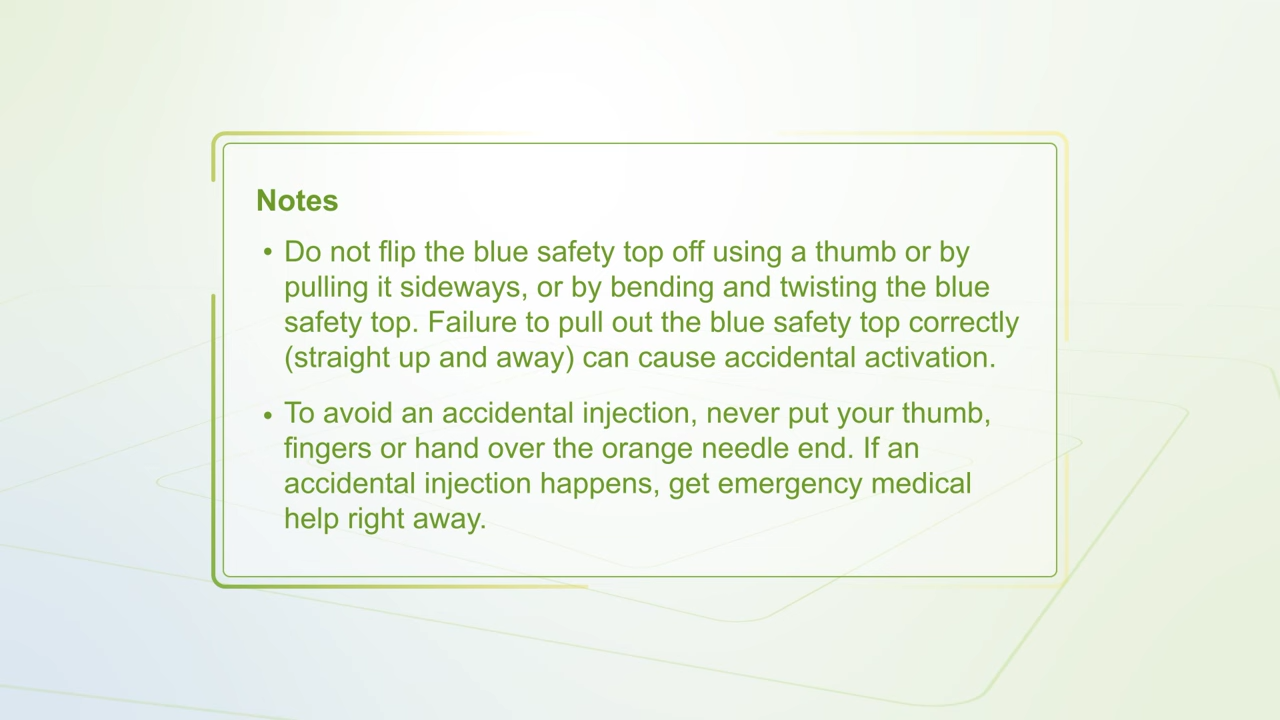 Notes
• Do not flip the blue safety top off using a thumb or by
pulling it sideways, or by bending and twisting the blue
safety top. Failure to pull out the blue safety top correctly
(straight up and away) can cause accidental activation.
• To avoid an accidental injection, never put your thumb,
fingers or hand over the orange needle end. If an
accidental injection happens, get emergency medical
help right away.